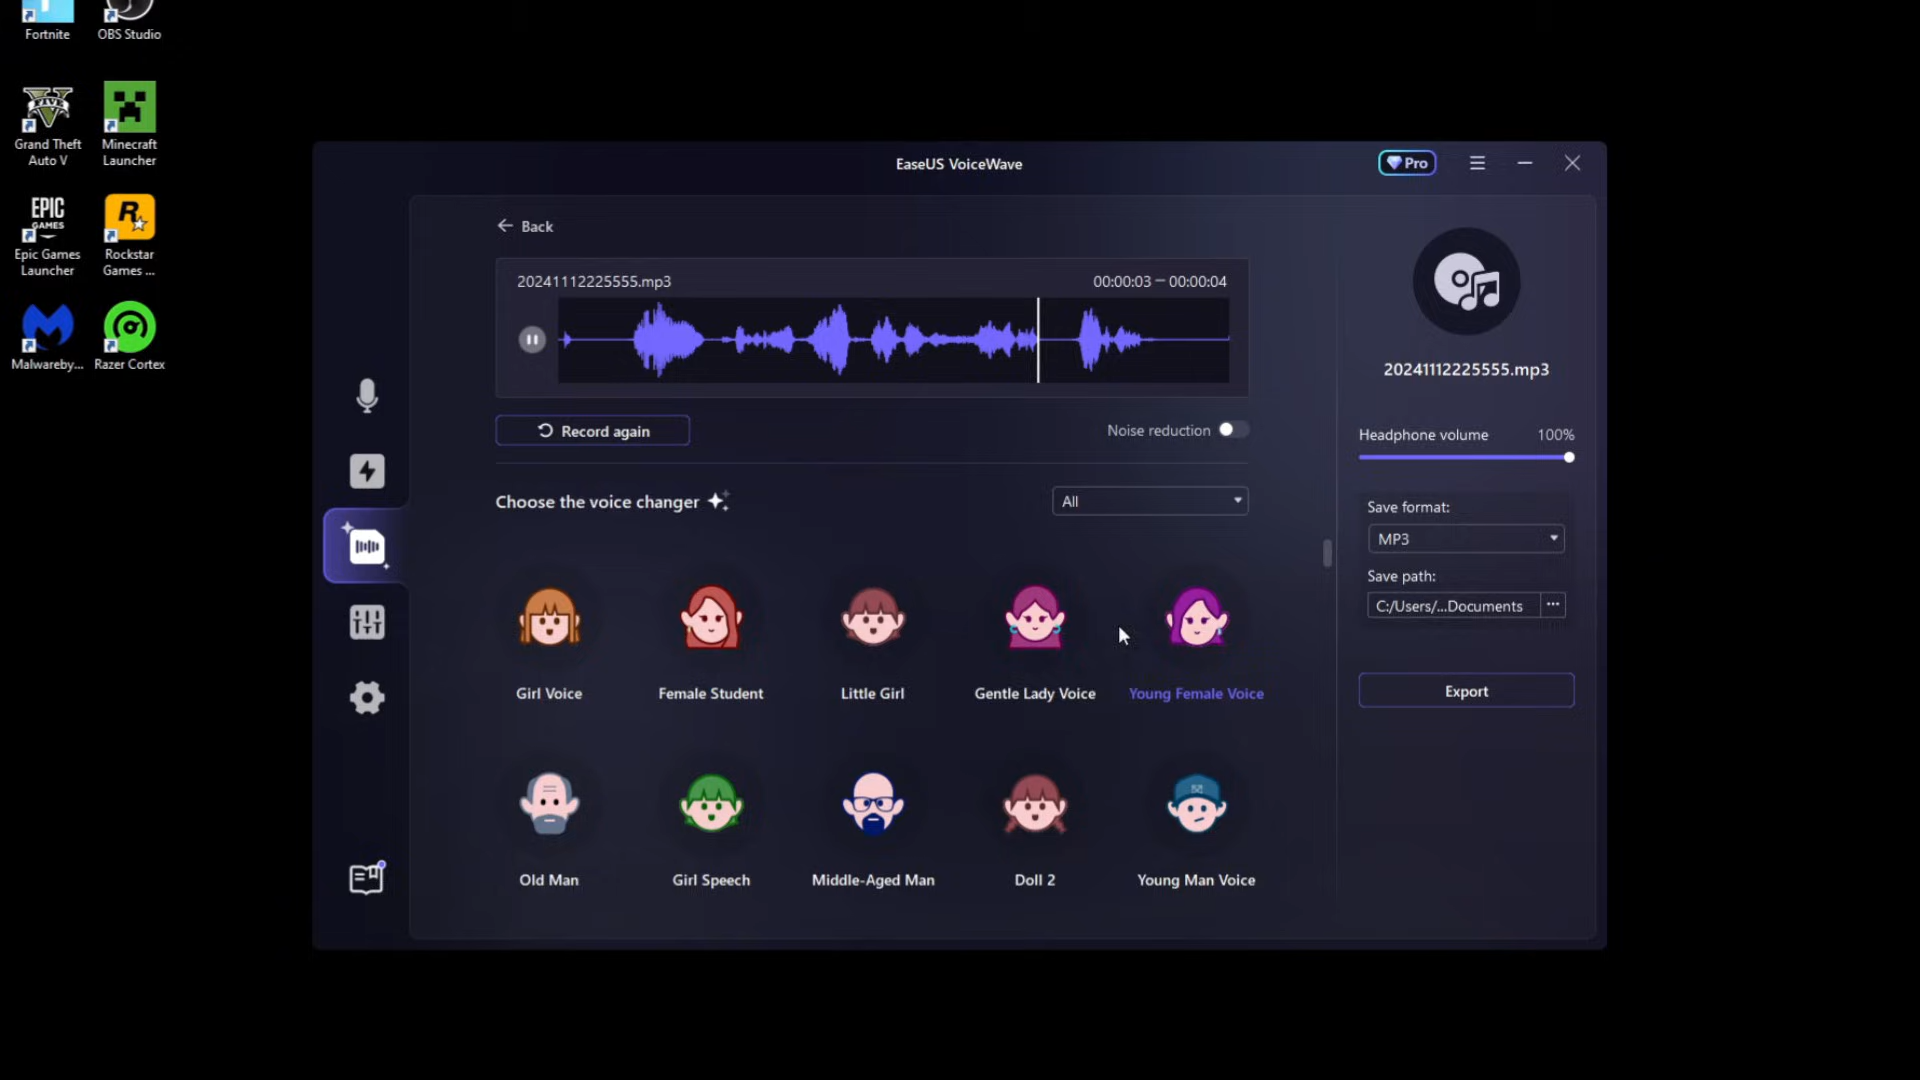 Fortnite
OBS Studio
Grand Theft
Auto V
Minecraft
Launcher
EPIC
GAMES
Epic Games
Launcher
Rockstar
Games ...
Malwareby...
Razer Cortex
EaseUS VoiceWave
Pro
Back
20241112225555.mp3
00:00:03 — 00:00:04
Record again
Noise reduction
Choose the voice changer
All
Girl Voice
Female Student
Little Girl
Gentle Lady Voice
Young Female Voice
Old Man
Girl Speech
Middle-Aged Man
Doll 2
Young Man Voice
20241112225555.mp3
Headphone volume
100%
Save format:
MP3
Save path:
C:/Users/...Documents
...
Export